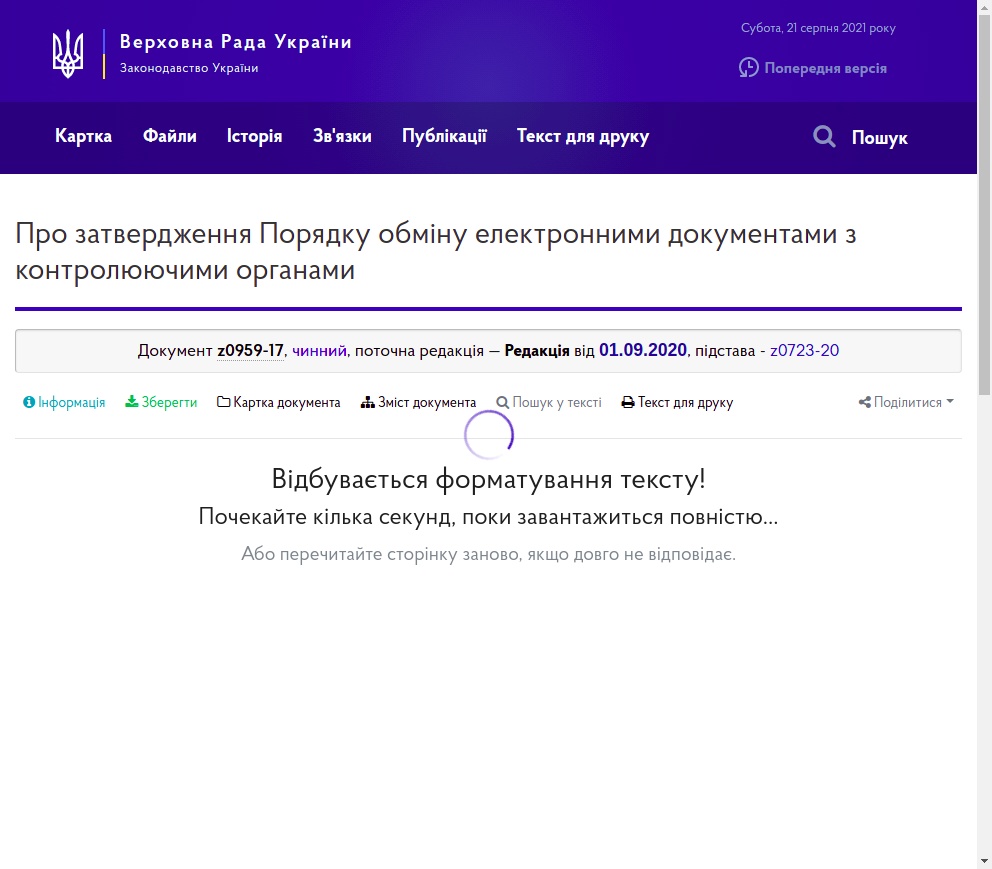 Верховна Рада України
Законодавство України
Субота, 21 серпня 2021 року
Попередня версія
Картка Файли Історія Зв'язки Публікації Текст для друку Пошук
Про затвердження Порядку обміну електронними документами з
контролюючими органами
Документ z0959-17, чинний, поточна редакція — Редакція від 01.09.2020, підстава - z0723-20
Інформація Зберегти Картка документа Зміст документа Пошук у тексті Текст для друку Поділитися
Відбувається форматування тексту!
Почекайте кілька секунд, поки завантажиться повністю...
Або перечитайте сторінку заново, якщо довго не відповідає.